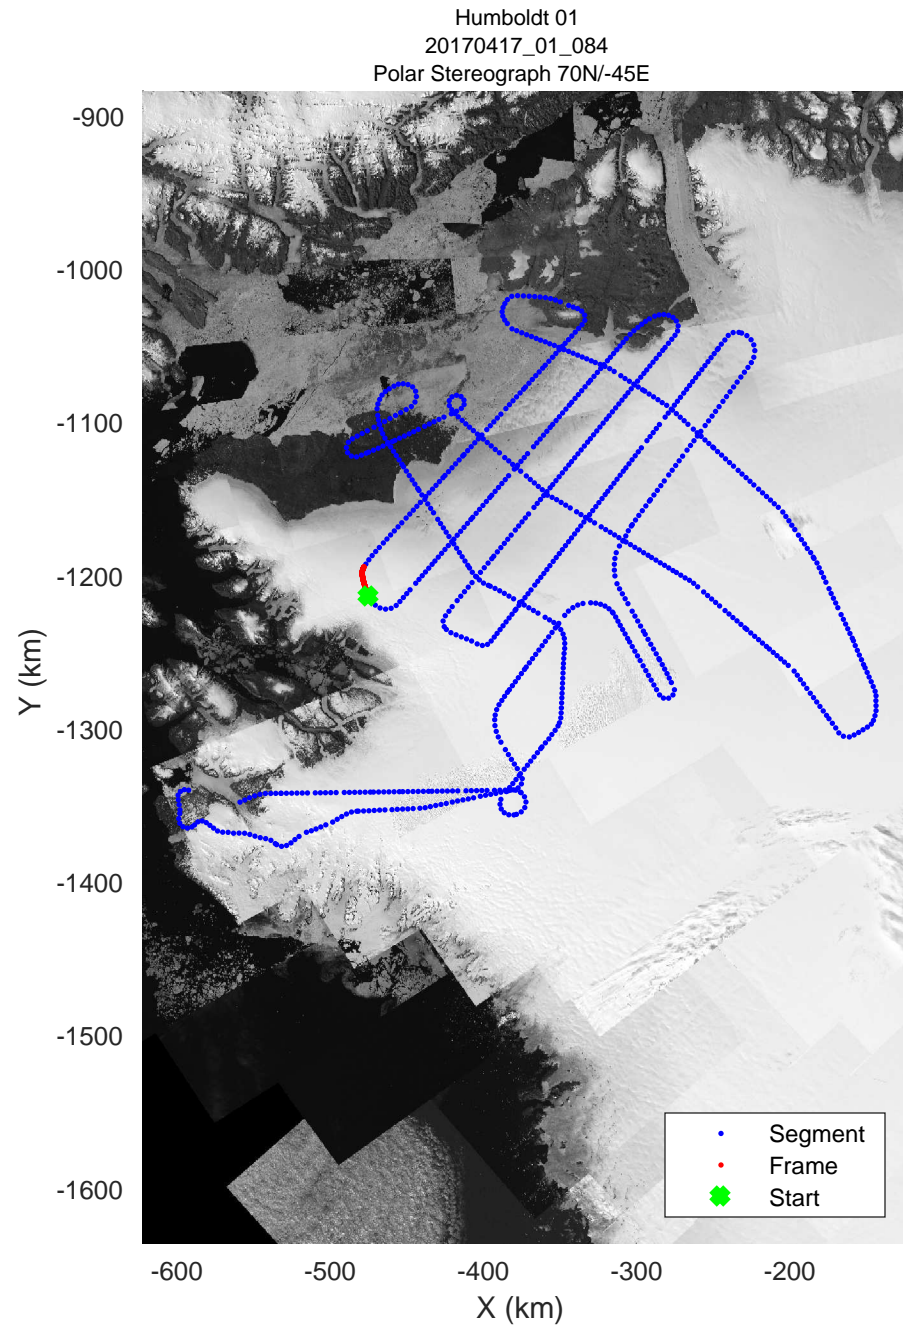 Humboldt 01
20170417_01_084
Polar Stereograph 70N/-45E
-900
-1000
-1100
-1200
-1300
-1400
-1500
-1600
Y (km)
Segment
Frame
Start
-600 -500 -400 -300 -200
X (km)